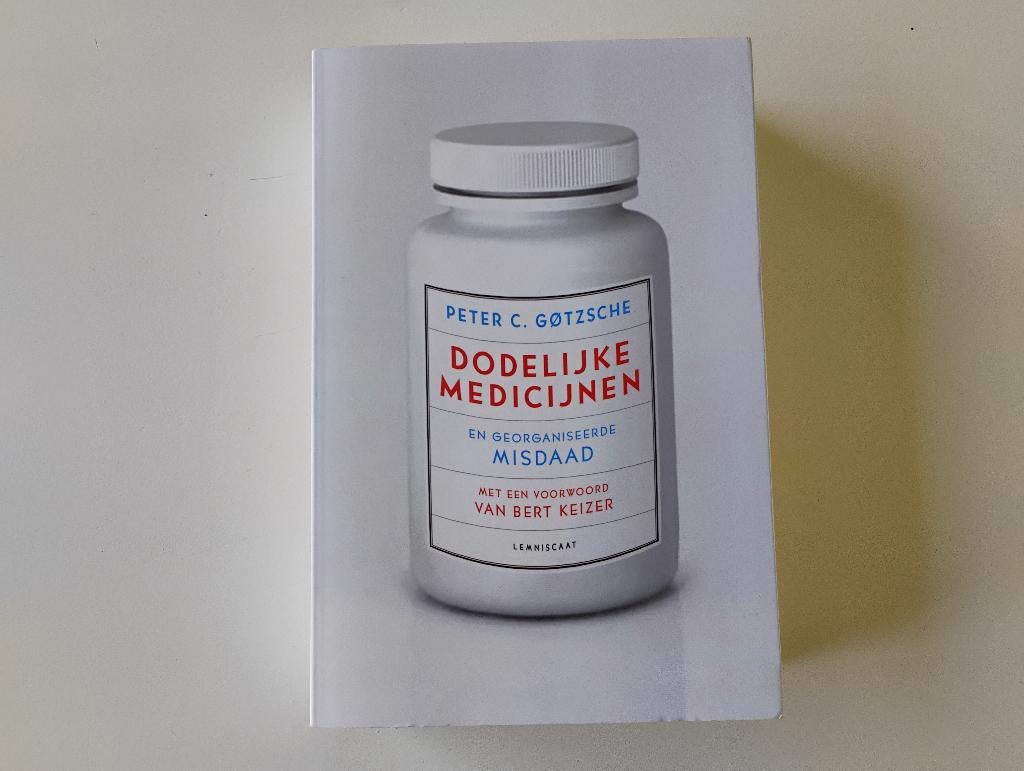 PETER C. GØTZSCHE
DODELIJKE
MEDICIJNEN
EN GEORGANISEERDE
MISDAAD
MET EEN VOORWOORD
VAN BERT KEIZER
LEMNISCAAT